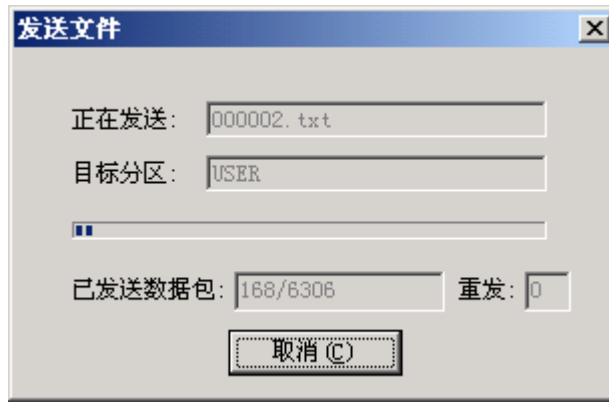 发送文件
正在发送: 000002.txt
目标分区: USER
已发送数据包: 168/6306 重发: 0
取消(C)